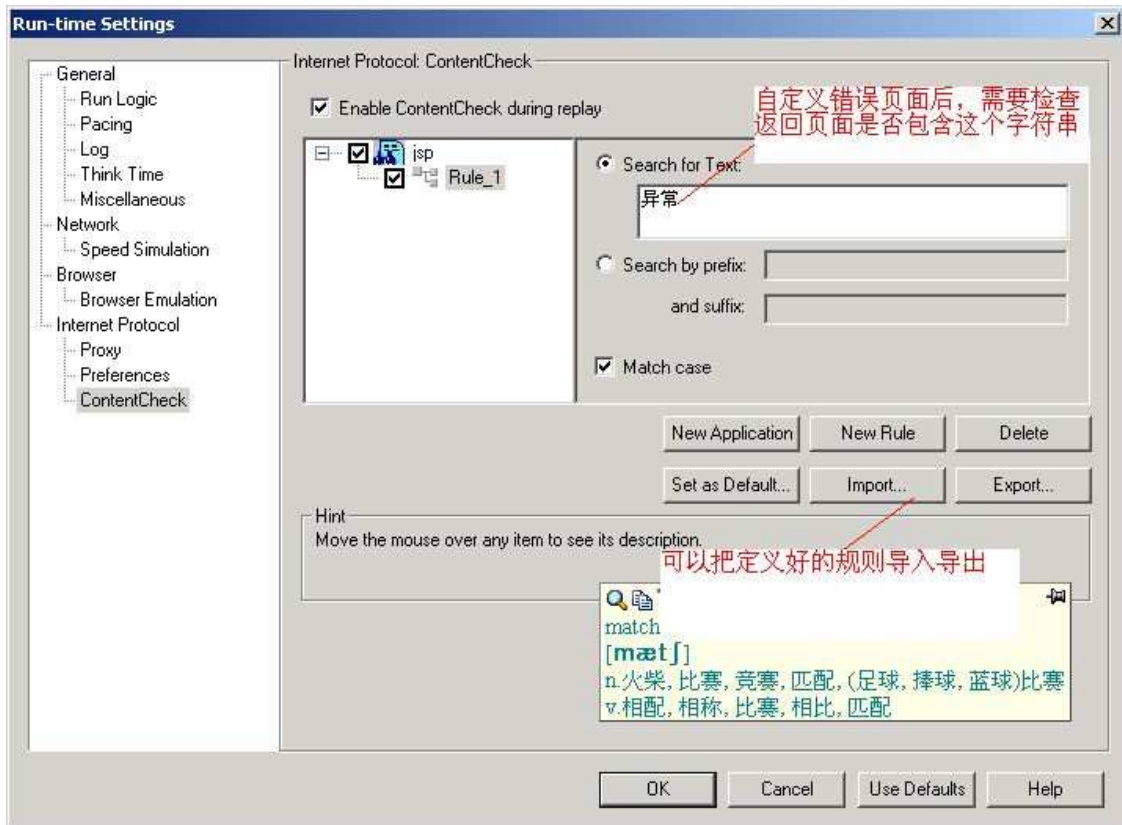 Run-time Settings
General
Run Logic
Pacing
Log
Think Time
Miscellaneous
Network
Speed Simulation
Browser
Browser Emulation
Internet Protocol
Proxy
Preferences
ContentCheck
Internet Protocol: ContentCheck
Enable ContentCheck during replay
自定义错误页面后，需要检查
返回页面是否包含这个字符串
jsp
Rule_1
Search for Text:
异常
Search by prefix:
and suffix:
Match case
New Application
New Rule
Delete
Set as Default...
Import...
Export...
Hint
Move the mouse over any item to see its description.
可以把定义好的规则导入导出
match
[mætʃ]
n.火柴, 比赛, 竞赛, 匹配, (足球, 捧球, 蓝球)比赛
v.相配, 相称, 比赛, 相比, 匹配
OK
Cancel
Use Defaults
Help